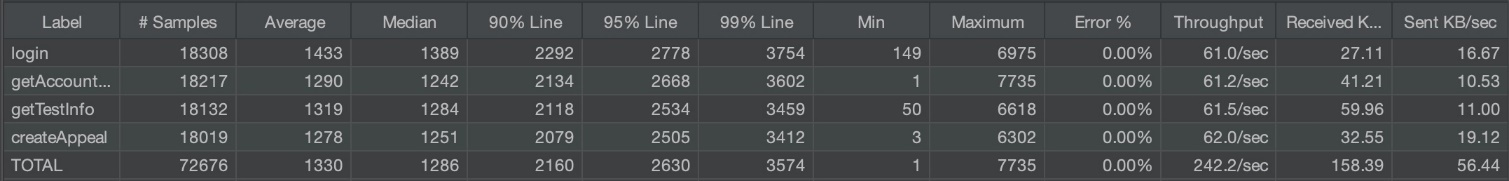 Label # Samples Average Median 90% Line 95% Line 99% Line Min Maximum Error % Throughput Received K... Sent KB/sec
login 18308 1433 1389 2292 2778 3754 149 6975 0.00% 61.0/sec 27.11 16.67
getAccount... 18217 1290 1242 2134 2668 3602 1 7735 0.00% 61.2/sec 41.21 10.53
getTestInfo 18132 1319 1284 2118 2534 3459 50 6618 0.00% 61.5/sec 59.96 11.00
createAppeal 18019 1278 1251 2079 2505 3412 3 6302 0.00% 62.0/sec 32.55 19.12
TOTAL 72676 1330 1286 2160 2630 3574 1 7735 0.00% 242.2/sec 158.39 56.44